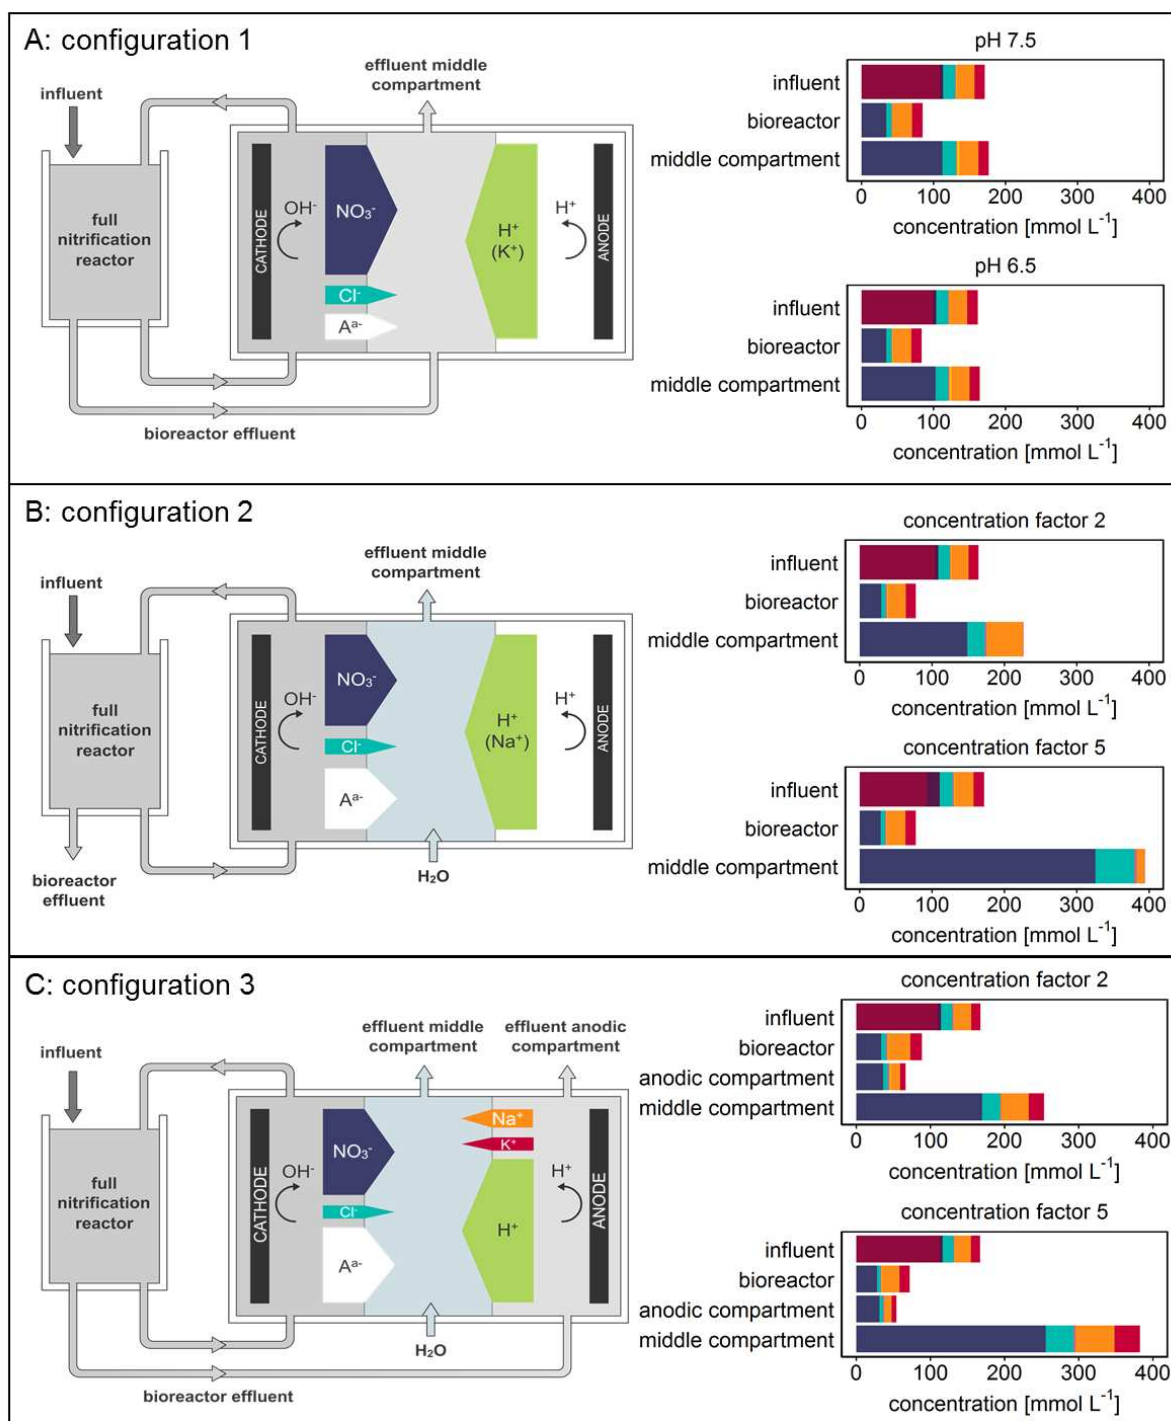 A: configuration 1
influent
effluent middle
compartment
full
nitrification
reactor
CATHODE
OH⁻
NO₃⁻
Cl⁻
Aᵃ⁻
H⁺
(K⁺)
H⁺
ANODE
bioreactor effluent
pH 7.5
influent
bioreactor
middle compartment
0 100 200 300 400
concentration [mmol L⁻¹]
pH 6.5
influent
bioreactor
middle compartment
0 100 200 300 400
concentration [mmol L⁻¹]
B: configuration 2
influent
effluent middle
compartment
full
nitrification
reactor
CATHODE
OH⁻
NO₃⁻
Cl⁻
Aᵃ⁻
H⁺
(Na⁺)
H⁺
ANODE
bioreactor
effluent
H₂O
concentration factor 2
influent
bioreactor
middle compartment
0 100 200 300 400
concentration [mmol L⁻¹]
concentration factor 5
influent
bioreactor
middle compartment
0 100 200 300 400
concentration [mmol L⁻¹]
C: configuration 3
influent
effluent middle
compartment
effluent anodic
compartment
full
nitrification
reactor
CATHODE
OH⁻
NO₃⁻
Cl⁻
Aᵃ⁻
Na⁺
K⁺
H⁺
H⁺
ANODE
H₂O
bioreactor effluent
concentration factor 2
influent
bioreactor
anodic compartment
middle compartment
0 100 200 300 400
concentration [mmol L⁻¹]
concentration factor 5
influent
bioreactor
anodic compartment
middle compartment
0 100 200 300 400
concentration [mmol L⁻¹]